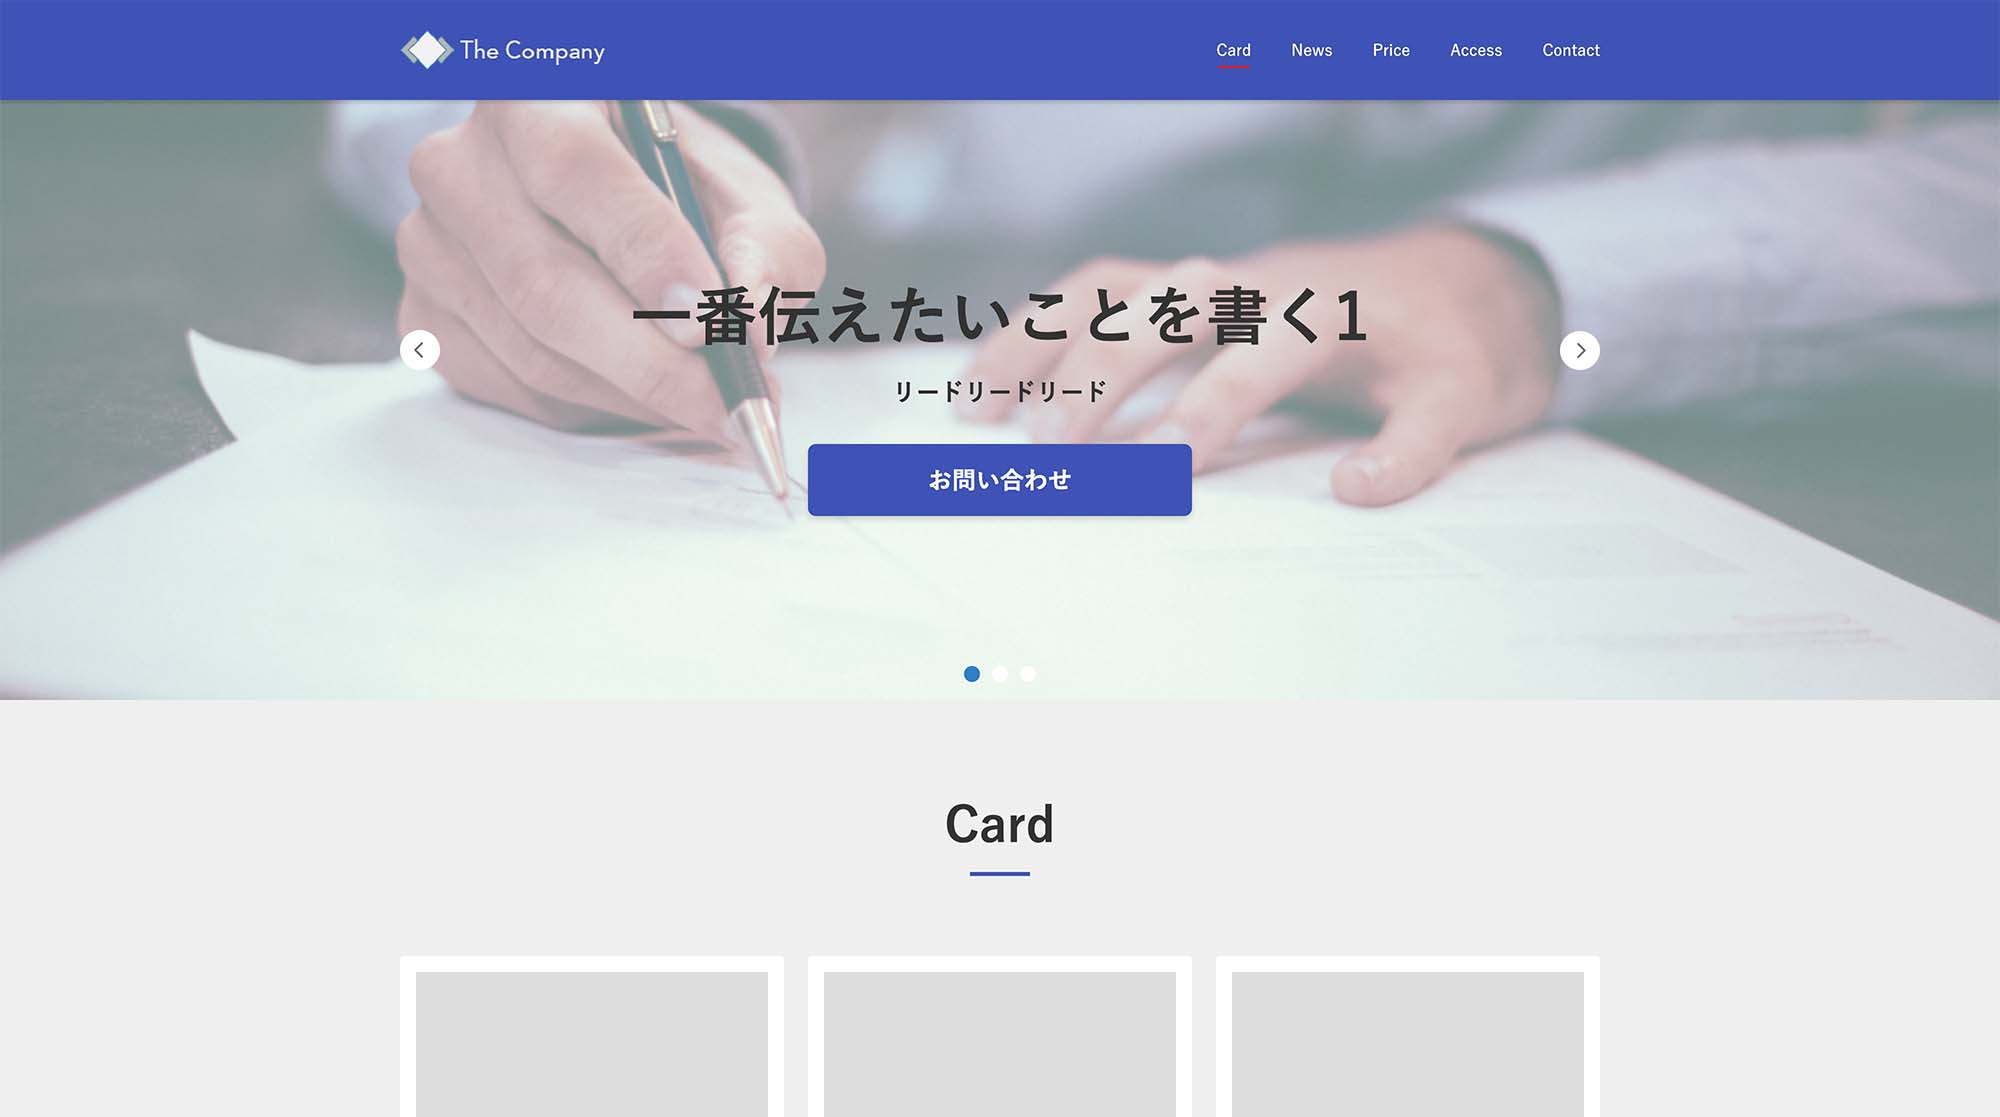 The Company
Card
News
Price
Access
Contact
一番伝えたいことを書く1
リードリードリード
お問い合わせ
Card